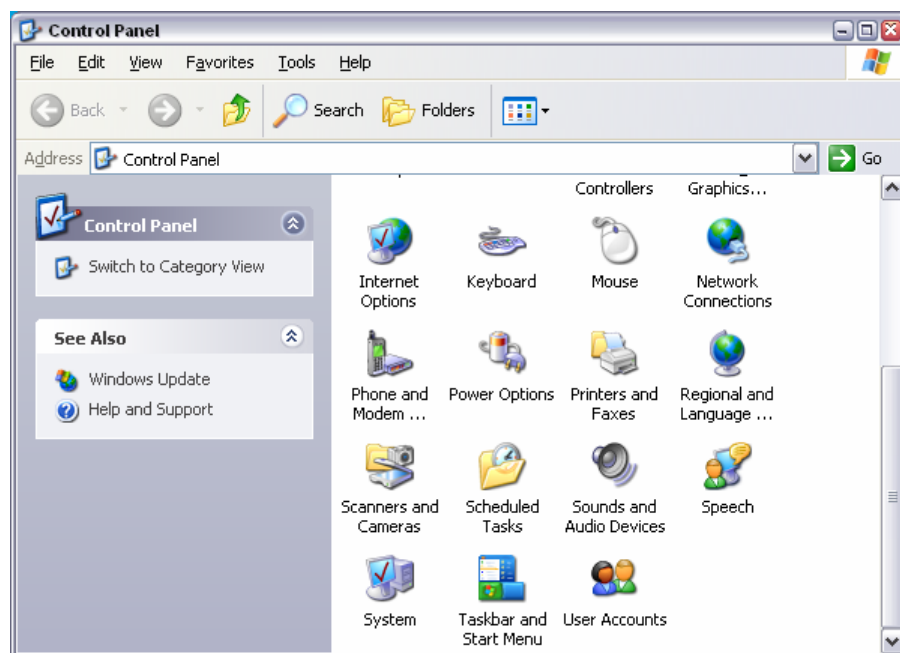 Control Panel
File Edit View Favorites Tools Help
Back Search Folders
Address Control Panel Go
Control Panel
Switch to Category View
See Also
Windows Update
Help and Support
Controllers Graphics...
Internet Options Keyboard Mouse Network Connections
Phone and Modem ... Power Options Printers and Faxes Regional and Language ...
Scanners and Cameras Scheduled Tasks Sounds and Audio Devices Speech
System Taskbar and Start Menu User Accounts